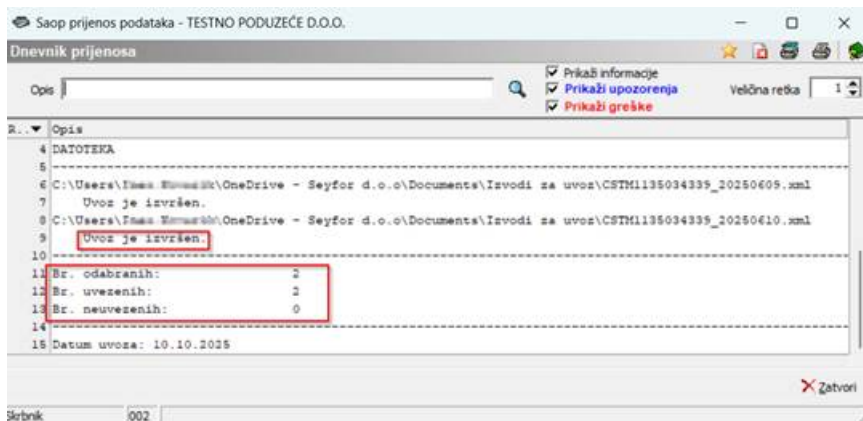 Saop prijenos podataka - TESTNO PODUZEĆE D.O.O.
Dnevnik prijenosa
Opis
Prikaži informacije
Prikaži upozorenja
Prikaži greške
Veličina retka 1
R.. Opis
4 DATOTEKA
5 ------------------------------------------------------------
6 C:\Users\ \OneDrive - Seyfor d.o.o\Documents\Izvodi za uvoz\CSTM1135034339_20250609.xml
7 Uvoz je izvršen.
8 C:\Users\ \OneDrive - Seyfor d.o.o\Documents\Izvodi za uvoz\CSTM1135034339_20250610.xml
9 Uvoz je izvršen.
10 ------------------------------------------------------------
11 Br. odabranih: 2
12 Br. uvezenih: 2
13 Br. neuvezenih: 0
14 ------------------------------------------------------------
15 Datum uvoza: 10.10.2025
Zatvori
Skrbnik 002